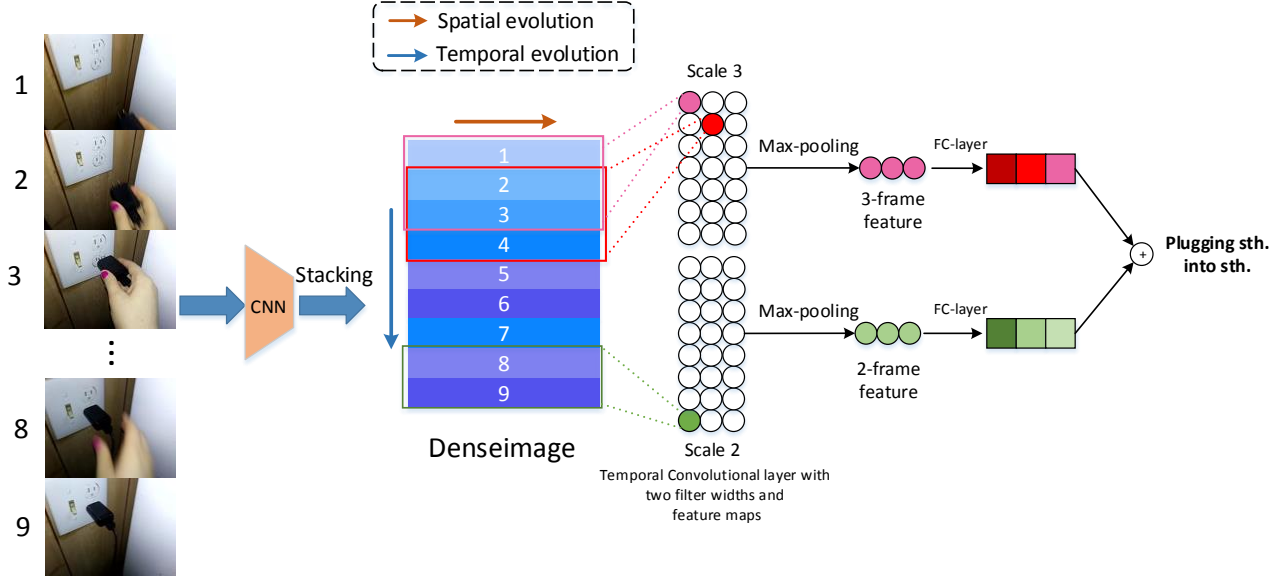 Spatial evolution
Temporal evolution
1
2
3
8
9
CNN
Stacking
1
2
3
4
5
6
7
8
9
Denseimage
Scale 3
Scale 2
Temporal Convolutional layer with
two filter widths and
feature maps
Max-pooling
3-frame
feature
FC-layer
Max-pooling
2-frame
feature
FC-layer
+
Plugging sth.
into sth.